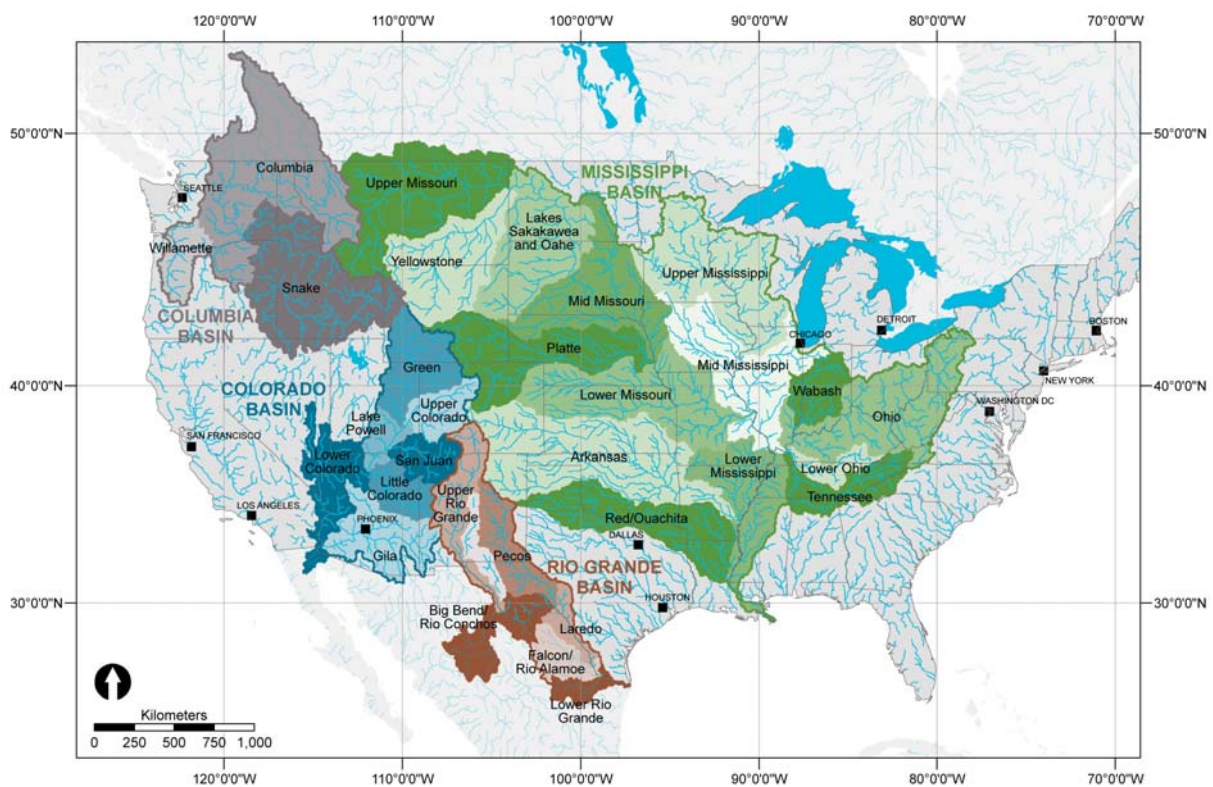 120°0'0"W
110°0'0"W
100°0'0"W
90°0'0"W
80°0'0"W
70°0'0"W
50°0'0"N
50°0'0"N
Columbia
SEATTLE
Upper Missouri
MISSISSIPPI
BASIN
Lakes
Sakakawea
and Oahe
Willamette
Yellowstone
Upper Mississippi
Snake
Mid Missouri
COLUMBIA
BASIN
CHICAGO
DETROIT
BOSTON
Platte
Green
Mid Mississippi
NEW YORK
40°0'0"N
40°0'0"N
COLORADO
BASIN
Upper
Colorado
Lower Missouri
Wabash
Ohio
WASHINGTON DC
Lake
Powell
SAN FRANCISCO
Lower
Colorado
San Juan
Arkansas
Lower
Mississippi
Lower Ohio
Little
Colorado
Upper
Rio
Grande
Tennessee
LOS ANGELES
PHOENIX
Red/Ouachita
DALLAS
Gila
Pecos
RIO GRANDE
BASIN
30°0'0"N
30°0'0"N
HOUSTON
Big Bend/
Rio Conchos
Laredo
Falcon/
Rio Alamoe
Lower Rio
Grande
Kilometers
0 250 500 750 1,000
120°0'0"W
110°0'0"W
100°0'0"W
90°0'0"W
80°0'0"W
70°0'0"W